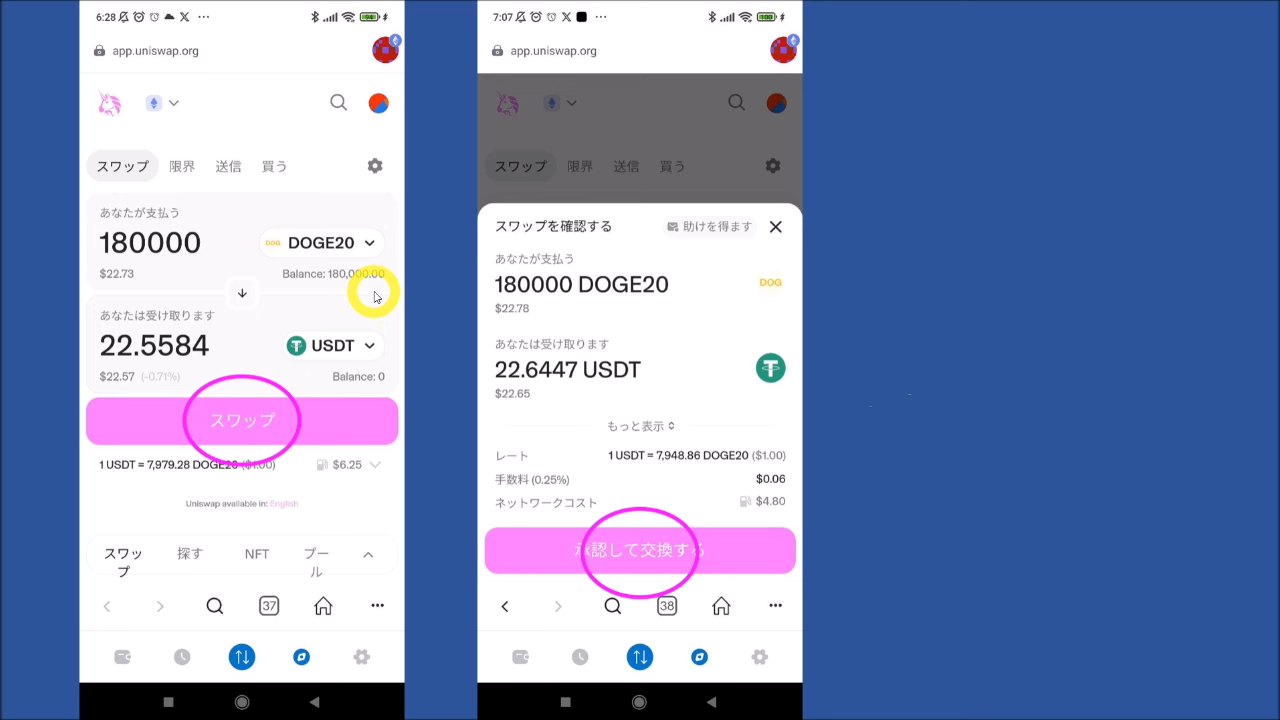 6:28
94
app.uniswap.org
スワップ 限界 送信 買う
あなたが支払う
180000
DOG DOGE20
$22.73
Balance: 180,000.00
あなたは受け取ります
22.5584
USDT
$22.57 (-0.71%)
Balance: 0
スワップ
1 USDT = 7,979.28 DOGE20 ($1.00)
$6.25
Uniswap available in: English
スワップ
探す
NFT
プール
37
7:07
100
app.uniswap.org
スワップ 限界 送信 買う
スワップを確認する
助けを得ます
あなたが支払う
180000 DOGE20
DOG
$22.78
あなたは受け取ります
22.6447 USDT
$22.65
もっと表示
レート
1 USDT = 7,948.86 DOGE20 ($1.00)
手数料 (0.25%)
$0.06
ネットワークコスト
$4.80
承認して交換する
38